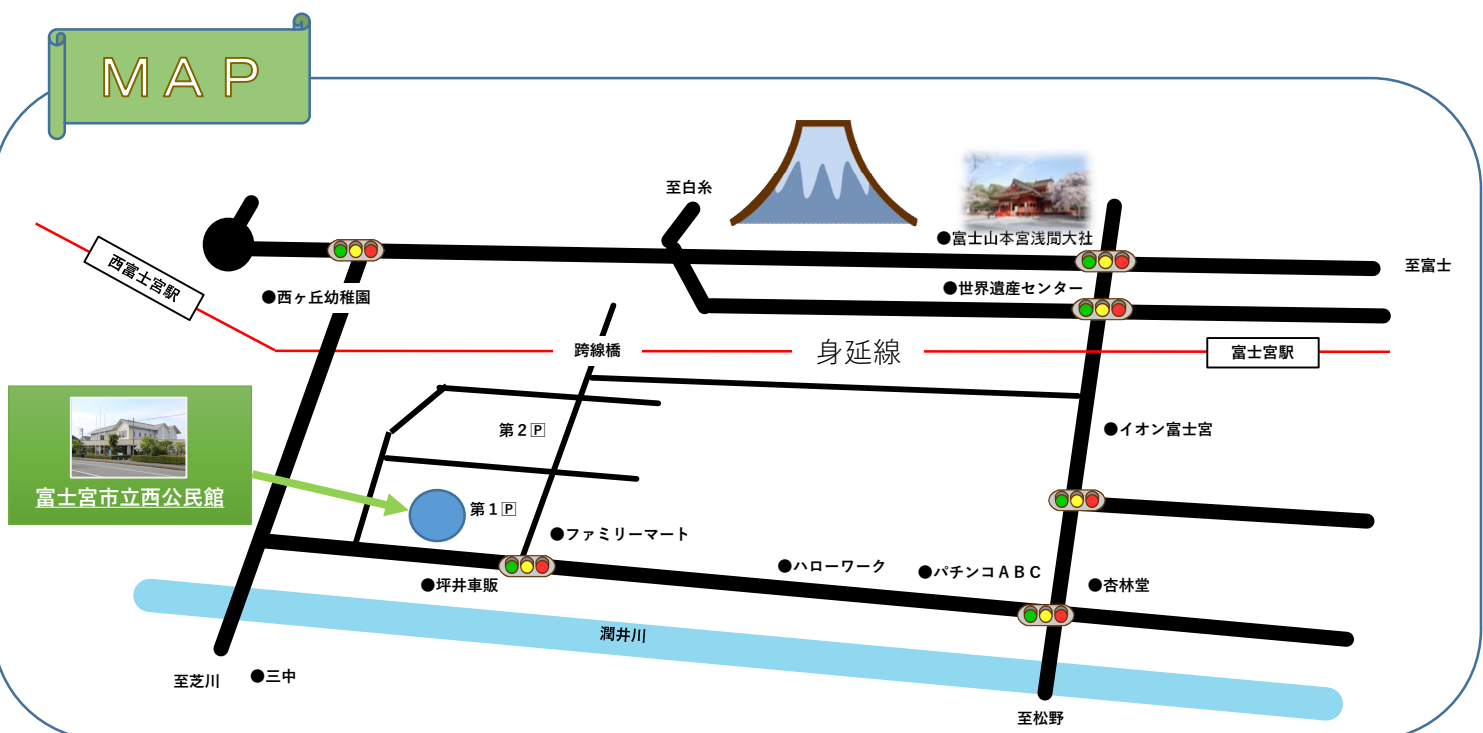 MAP
至白糸
●富士山本宮浅間大社
至富士
西富士宮駅
●西ヶ丘幼稚園
●世界遺産センター
跨線橋
身延線
富士宮駅
第2🄿
●イオン富士宮
富士宮市立西公民館
第1🄿
●ファミリーマート
●ハローワーク
●パチンコABC
●杏林堂
●坪井車販
潤井川
至芝川
●三中
至松野